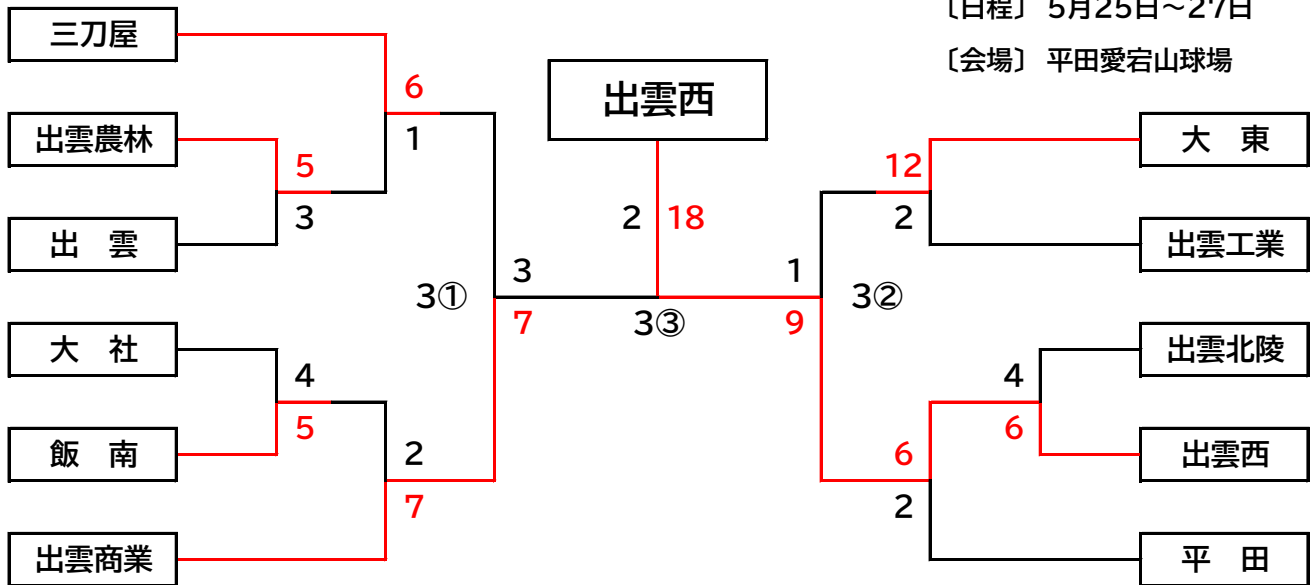 〔日程〕 5月25日～27日
〔会場〕 平田愛宕山球場
出雲西
2
18
三刀屋
出雲農林
出　雲
大　社
飯　南
出雲商業
6
1
5
3
4
5
2
7
3①
3
7
3③
1
9
3②
12
2
4
6
6
2
大　東
出雲工業
出雲北陵
出雲西
平　田